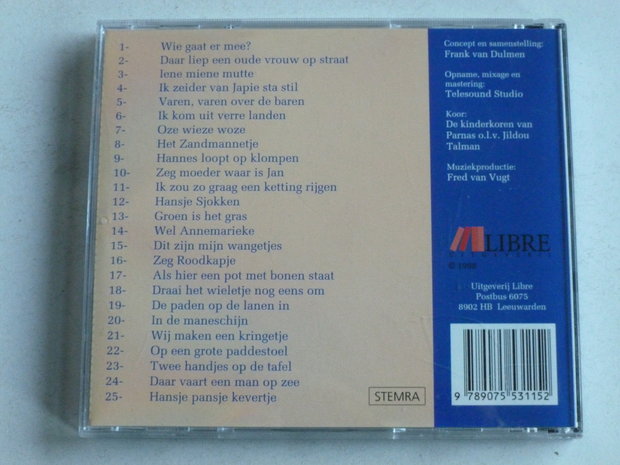 1- Wie gaat er mee?
2- Daar liep een oude vrouw op straat
3- Iene miene mutte
4- Ik zeider van Japie sta stil
5- Varen, varen over de baren
6- Ik kom uit verre landen
7- Oze wieze woze
8- Het Zandmannetje
9- Hannes loopt op klompen
10- Zeg moeder waar is Jan
11- Ik zou zo graag een ketting rijgen
12- Hansje Sjokken
13- Groen is het gras
14- Wel Annemarieke
15- Dit zijn mijn wangetjes
16- Zeg Roodkapje
17- Als hier een pot met bonen staat
18- Draai het wieletje nog eens om
19- De paden op de lanen in
20- In de maneschijn
21- Wij maken een kringetje
22- Op een grote paddestoel
23- Twee handjes op de tafel
24- Daar vaart een man op zee
25- Hansje pansje kevertje
STEMRA
Concept en samenstelling:
Frank van Dulmen
Opname, mixage en
mastering:
Telesound Studio
Koor:
De kinderkoren van
Parnas o.l.v. Jildou
Talman
Muziekproductie:
Fred van Vugt
LIBRE
UITGEVERIJ
© 1998
Uitgeverij Libre
Postbus 6075
8902 HB Leeuwarden
9 789075 531152